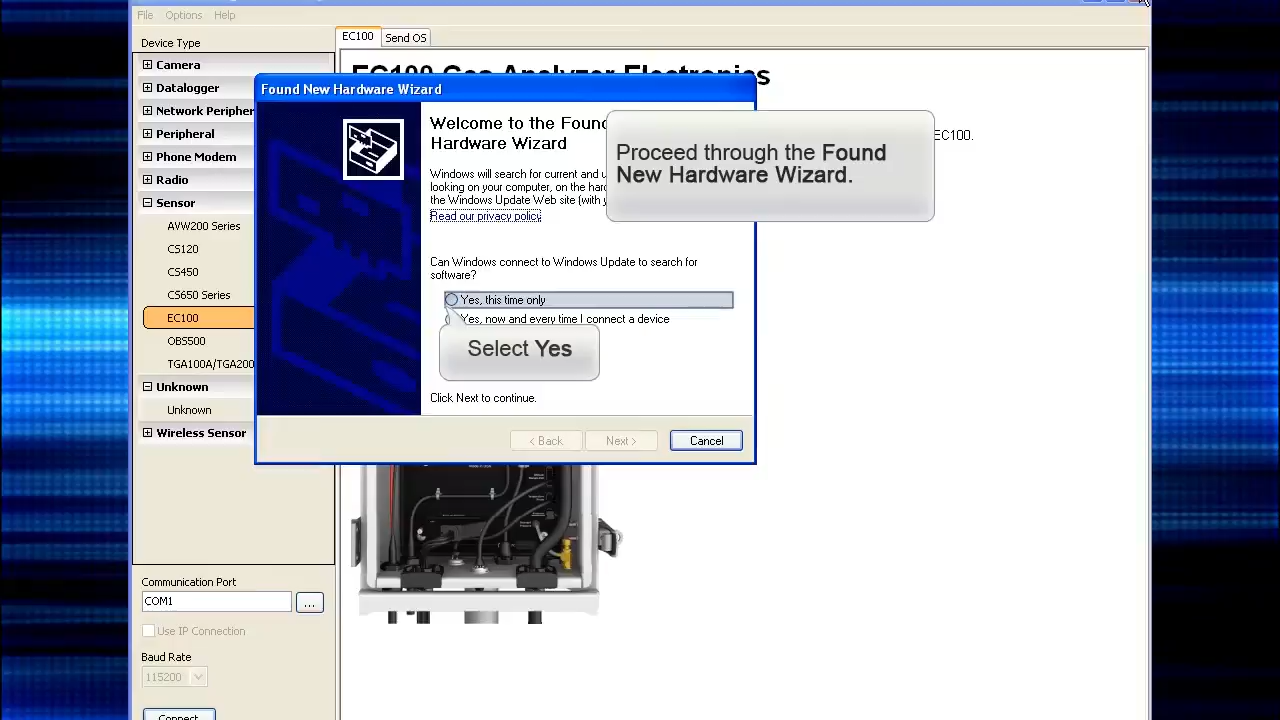 File Options Help
Device Type
EC100 Send OS
Camera
Datalogger
Network Peripher
Peripheral
Phone Modem
Radio
Sensor
AVW200 Series
CS120
CS450
CS650 Series
EC100
OBS500
TGA100A/TGA200
Unknown
Unknown
Wireless Sensor
Communication Port
COM1
...
Use IP Connection
Baud Rate
115200
Connect
EC100 Gas Analyzer Electronics
EC100.
Found New Hardware Wizard
Welcome to the Found
Hardware Wizard
Windows will search for current and u
looking on your computer, on the hard
the Windows Update Web site (with y
Read our privacy policy
Can Windows connect to Windows Update to search for
software?
Yes, this time only
Yes, now and every time I connect a device
Click Next to continue.
< Back Next > Cancel
Proceed through the Found
New Hardware Wizard.
Select Yes